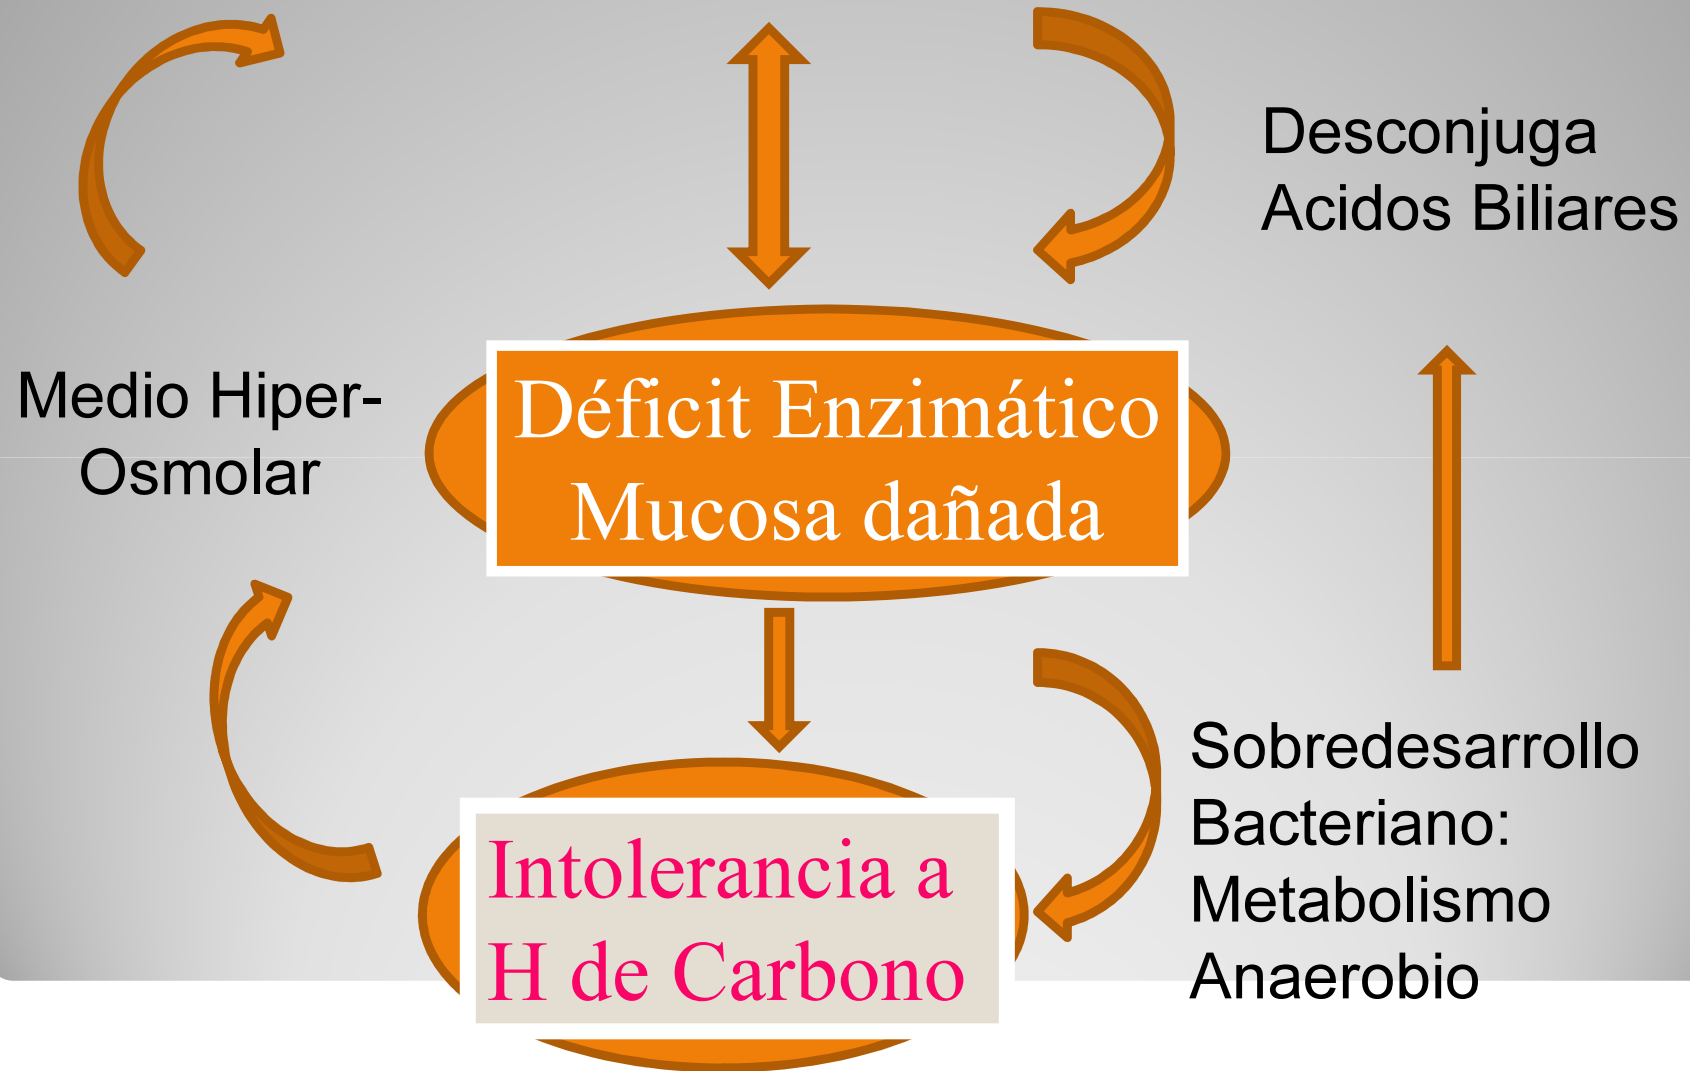 Desconjuga
Acidos Biliares
Medio Hiper-
Osmolar
Déficit Enzimático
Mucosa dañada
Sobredesarrollo
Bacteriano:
Metabolismo
Anaerobio
Intolerancia a
H de Carbono